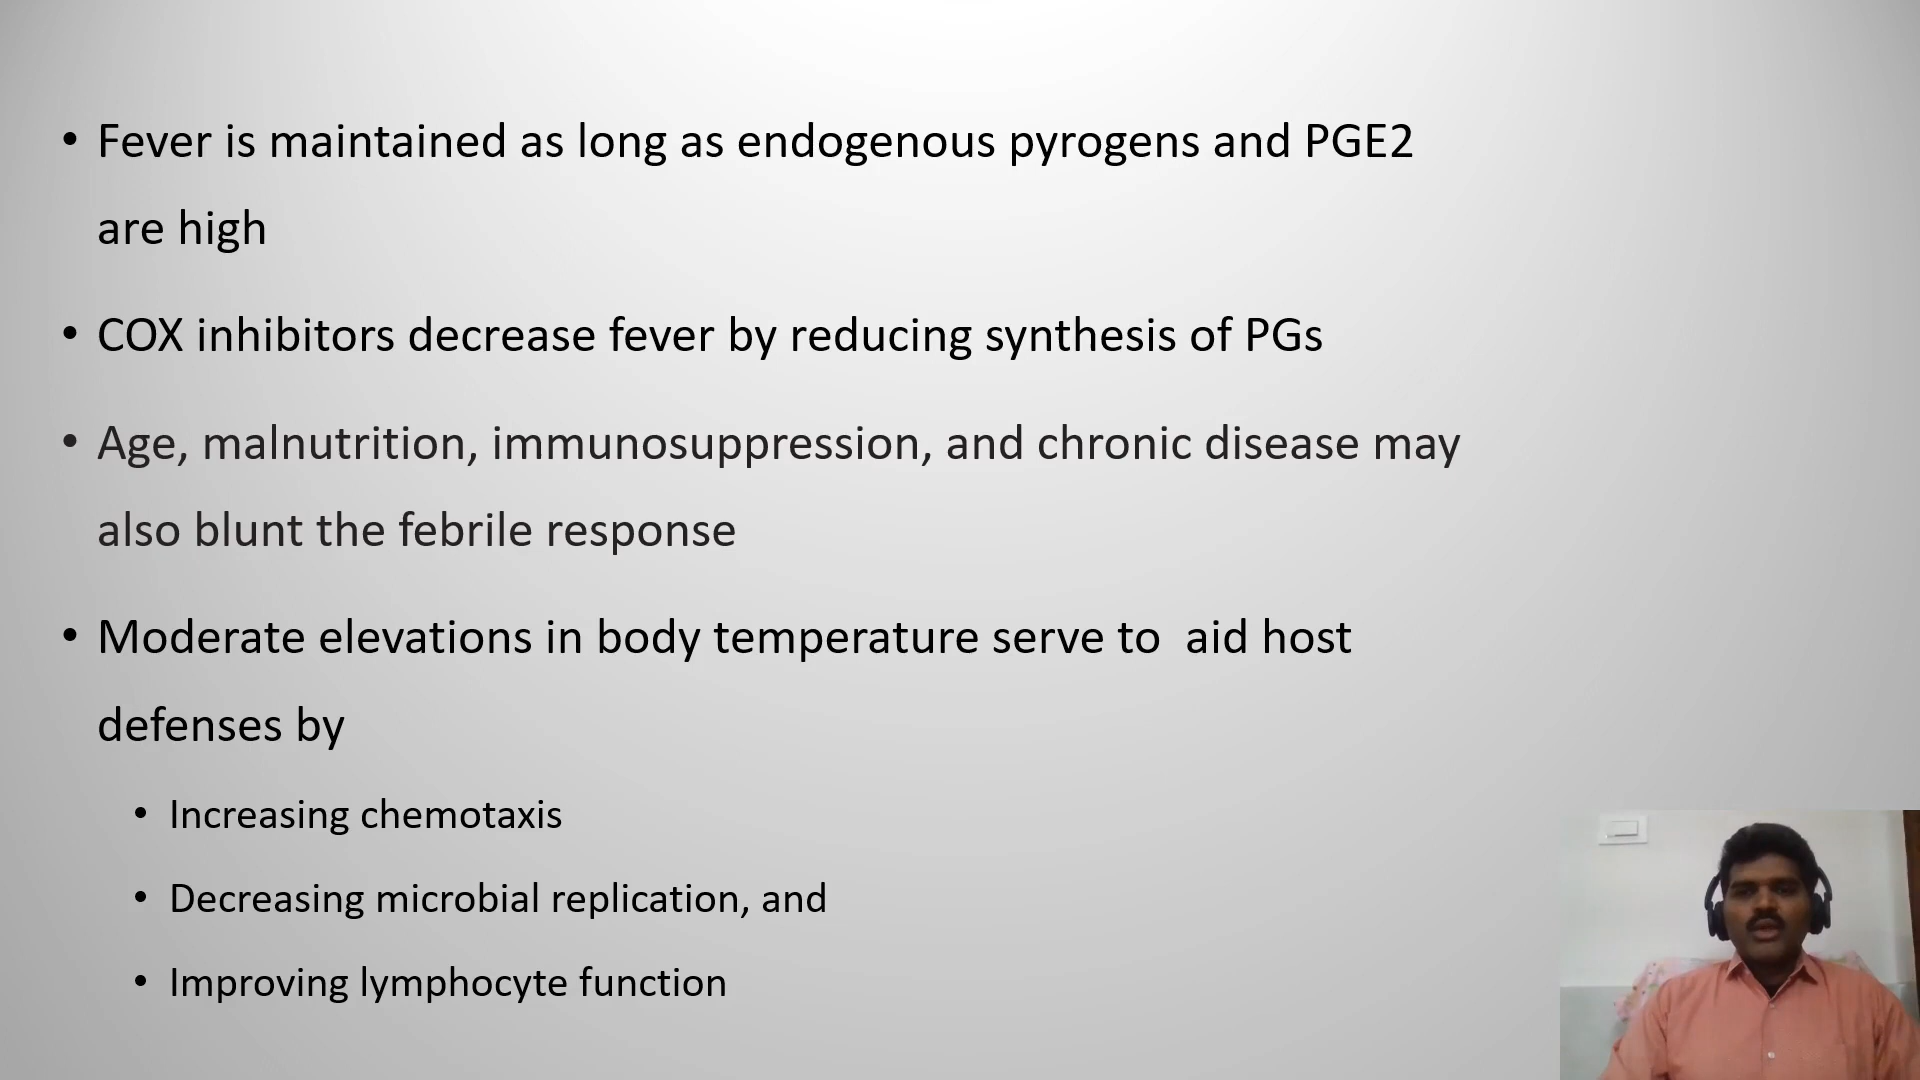 • Fever is maintained as long as endogenous pyrogens and PGE2
are high
• COX inhibitors decrease fever by reducing synthesis of PGs
• Age, malnutrition, immunosuppression, and chronic disease may
also blunt the febrile response
• Moderate elevations in body temperature serve to  aid host
defenses by
• Increasing chemotaxis
• Decreasing microbial replication, and
• Improving lymphocyte function